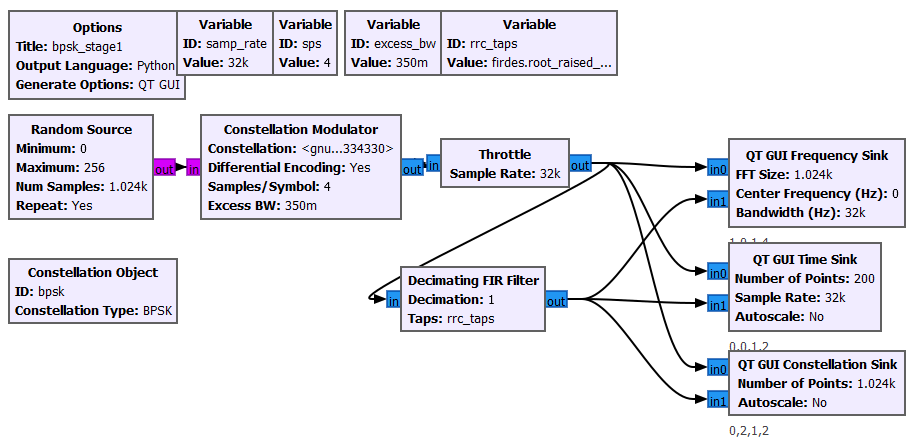 Options
Title: bpsk_stage1
Output Language: Python
Generate Options: QT GUI
Variable
ID: samp_rate
Value: 32k
Variable
ID: sps
Value: 4
Variable
ID: excess_bw
Value: 350m
Variable
ID: rrc_taps
Value: firdes.root_raised_...
Random Source
Minimum: 0
Maximum: 256
Num Samples: 1.024k
Repeat: Yes
out
in
Constellation Modulator
Constellation: <gnu...334330>
Differential Encoding: Yes
Samples/Symbol: 4
Excess BW: 350m
out
in
Throttle
Sample Rate: 32k
out
in0
in1
QT GUI Frequency Sink
FFT Size: 1.024k
Center Frequency (Hz): 0
Bandwidth (Hz): 32k
1,0,1,4
Constellation Object
ID: bpsk
Constellation Type: BPSK
in
Decimating FIR Filter
Decimation: 1
Taps: rrc_taps
out
in0
in1
QT GUI Time Sink
Number of Points: 200
Sample Rate: 32k
Autoscale: No
0,0,1,2
in0
in1
QT GUI Constellation Sink
Number of Points: 1.024k
Autoscale: No
0,2,1,2